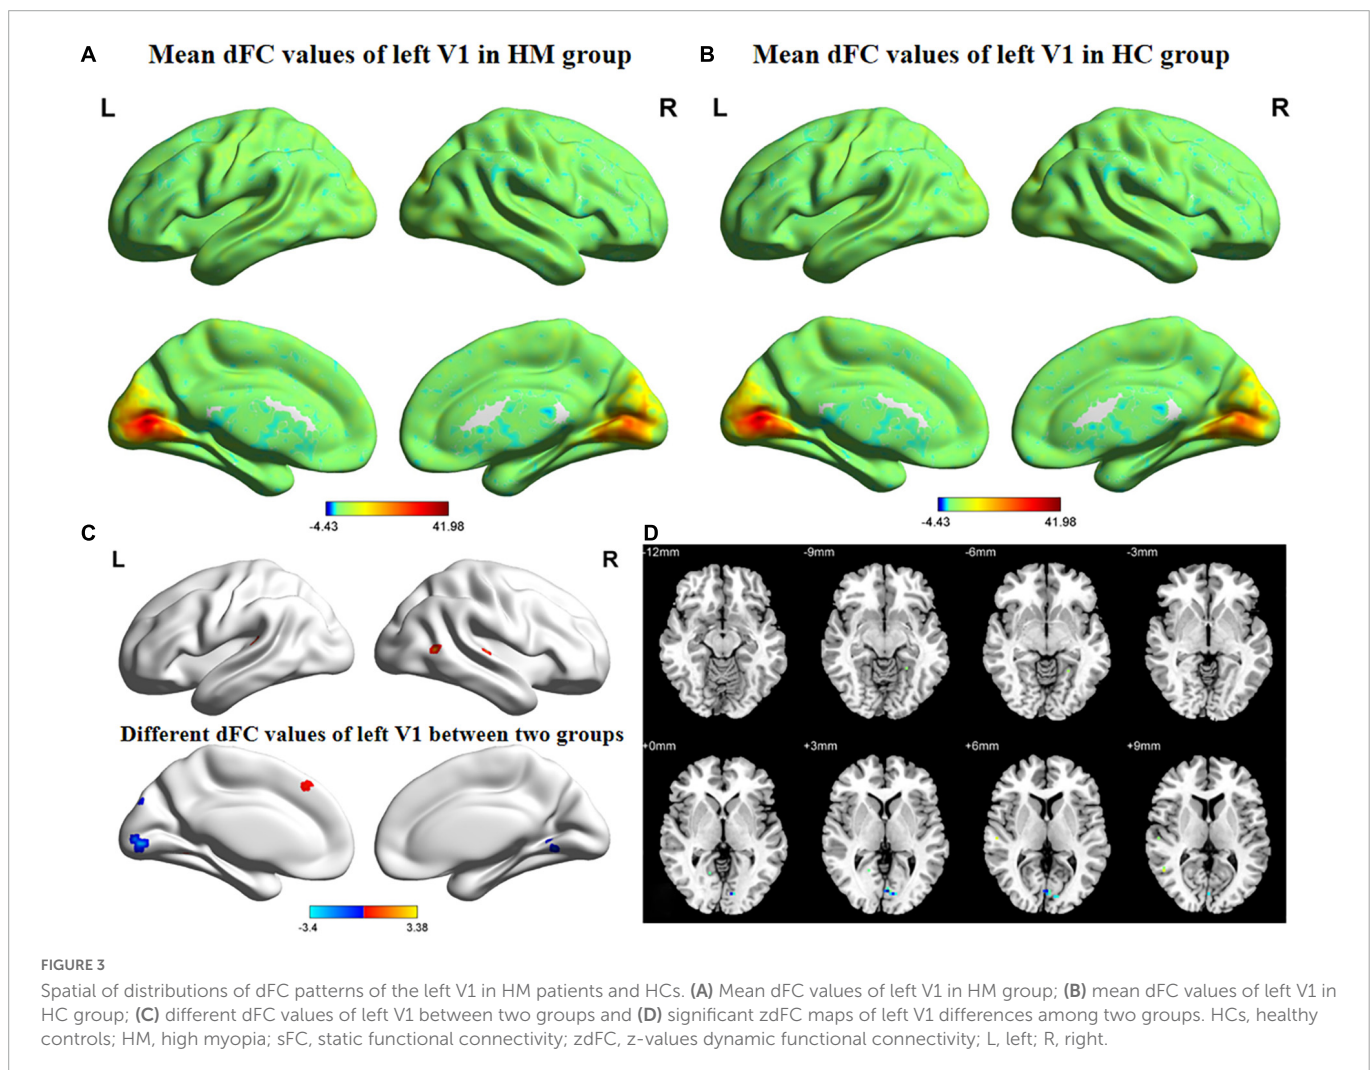 A Mean dFC values of left V1 in HM group
B Mean dFC values of left V1 in HC group
L R L R
-4.43 41.98
-4.43 41.98
C
L R
Different dFC values of left V1 between two groups
-3.4 3.38
D
-12mm -9mm -6mm -3mm
+0mm +3mm +6mm +9mm
FIGURE 3
Spatial of distributions of dFC patterns of the left V1 in HM patients and HCs. (A) Mean dFC values of left V1 in HM group; (B) mean dFC values of left V1 in
HC group; (C) different dFC values of left V1 between two groups and (D) significant zdFC maps of left V1 differences among two groups. HCs, healthy
controls; HM, high myopia; sFC, static functional connectivity; zdFC, z-values dynamic functional connectivity; L, left; R, right.